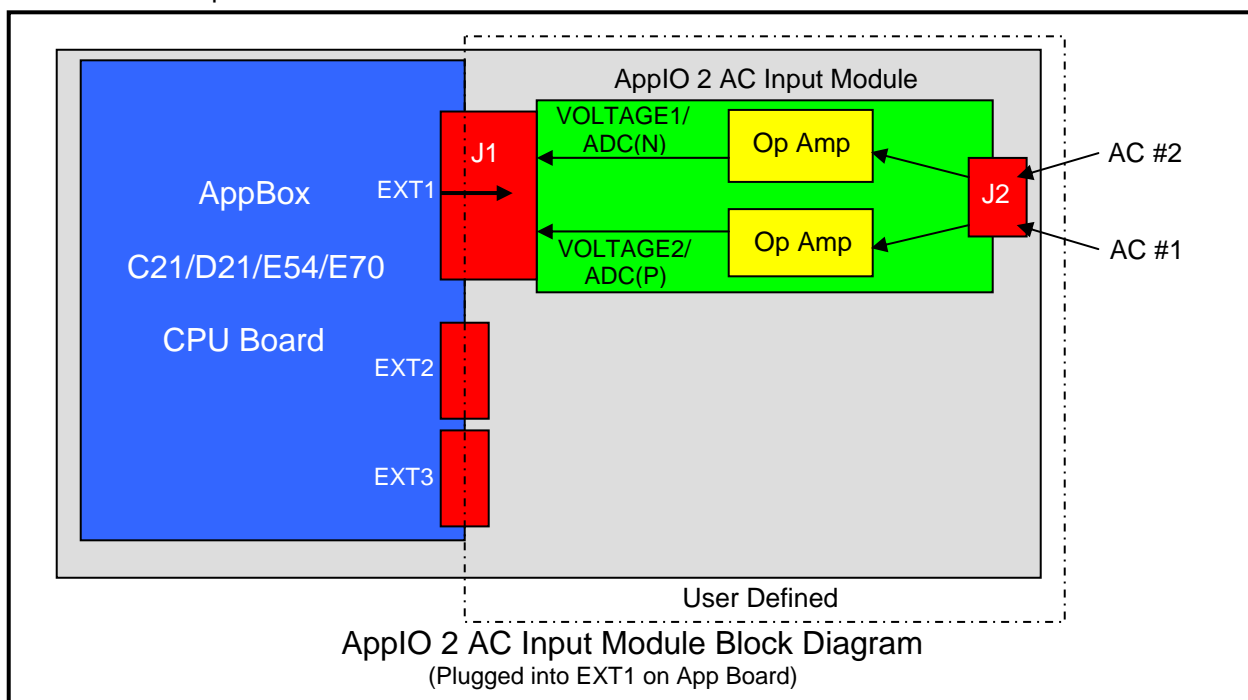 AppIO 2 AC Input Module
VOLTAGE1/
ADC(N)
Op Amp
J1
EXT1
AppBox
C21/D21/E54/E70
CPU Board
VOLTAGE2/
ADC(P)
Op Amp
J2
AC #2
AC #1
EXT2
EXT3
User Defined
AppIO 2 AC Input Module Block Diagram
(Plugged into EXT1 on App Board)